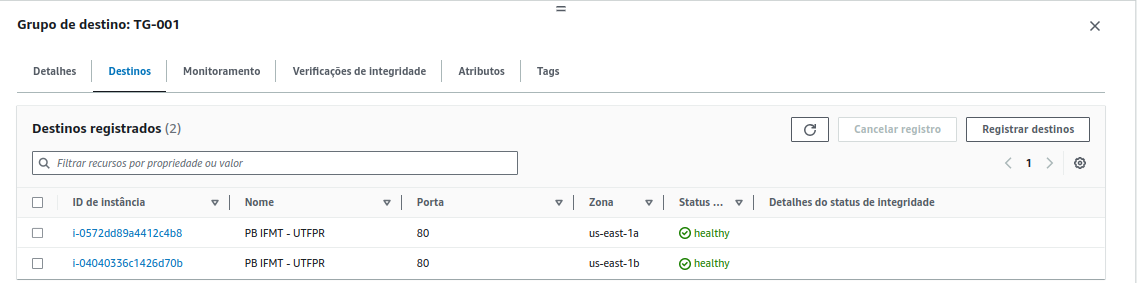 Grupo de destino: TG-001
Detalhes Destinos Monitoramento Verificações de integridade Atributos Tags
Destinos registrados (2) Cancelar registro Registrar destinos
Filtrar recursos por propriedade ou valor 1
ID de instância Nome Porta Zona Status ... Detalhes do status de integridade
i-0572dd89a4412c4b8 PB IFMT - UTFPR 80 us-east-1a healthy
i-04040336c1426d70b PB IFMT - UTFPR 80 us-east-1b healthy